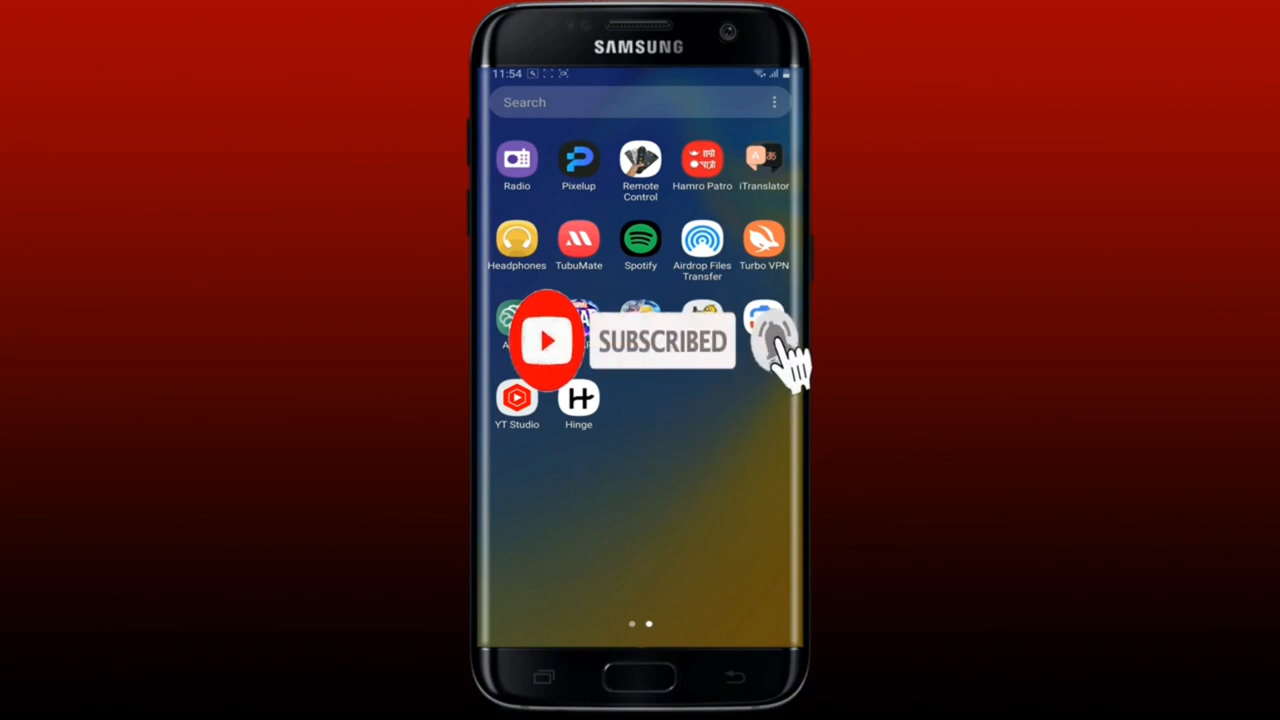 SAMSUNG
11:54
Search
Radio
Pixelup
Remote
Control
Hamro Patro
iTranslator
Headphones
TubuMate
Spotify
Airdrop Files
Transfer
Turbo VPN
SUBSCRIBED
YT Studio
Hinge